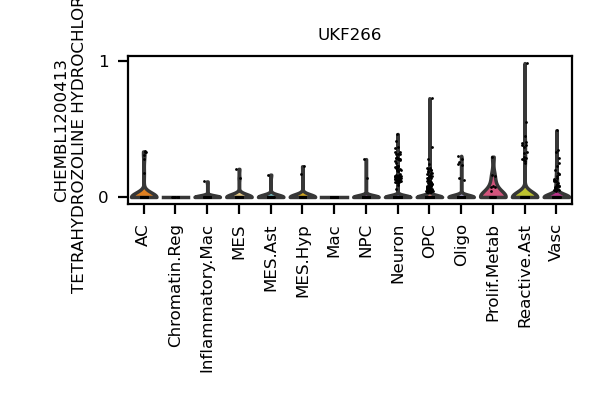 UKF266
CHEMBL1200413
TETRAHYDROZOLINE HYDROCHLOR
1
0
AC
Chromatin.Reg
Inflammatory.Mac
MES
MES.Ast
MES.Hyp
Mac
NPC
Neuron
OPC
Oligo
Prolif.Metab
Reactive.Ast
Vasc